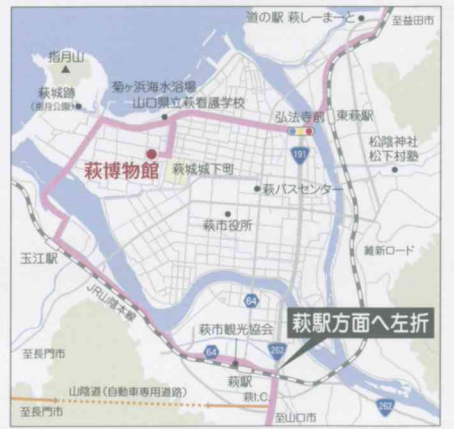 道の駅 萩しーまーと
至益田市
指月山
萩城跡
(指月公園)
菊ヶ浜海水浴場
山口県立萩看護学校
弘法寺前
東萩駅
松陰神社
松下村塾
191
萩博物館
萩城城下町
萩バスセンター
萩市役所
維新ロード
玉江駅
JR山陰本線
64
萩市観光協会
262
萩駅方面へ左折
64
至長門市
萩駅
山陰道(自動車専用道路)
萩I.C.
至長門市
至山口市
262